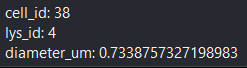 cell_id: 38
lys_id: 4
diameter_um: 0.7338757327198983